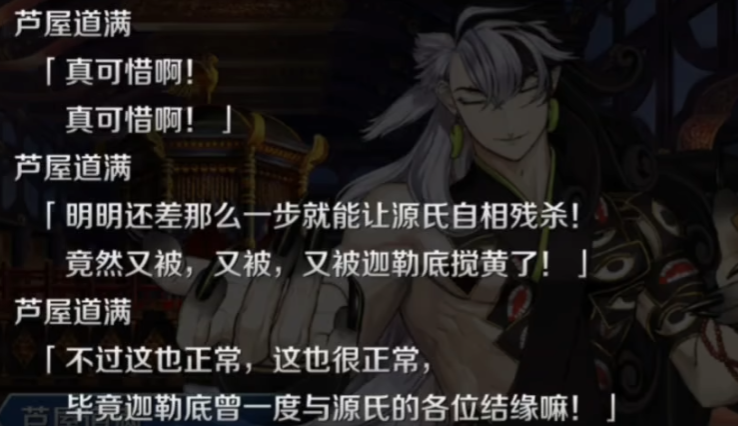 芦屋道满
「真可惜啊！
真可惜啊！」
芦屋道满
「明明还差那么一步就能让源氏自相残杀！
竟然又被，又被，又被迦勒底搅黄了！」
芦屋道满
「不过这也正常，这也很正常，
毕竟迦勒底曾一度与源氏的各位结缘嘛！」
芦屋道满